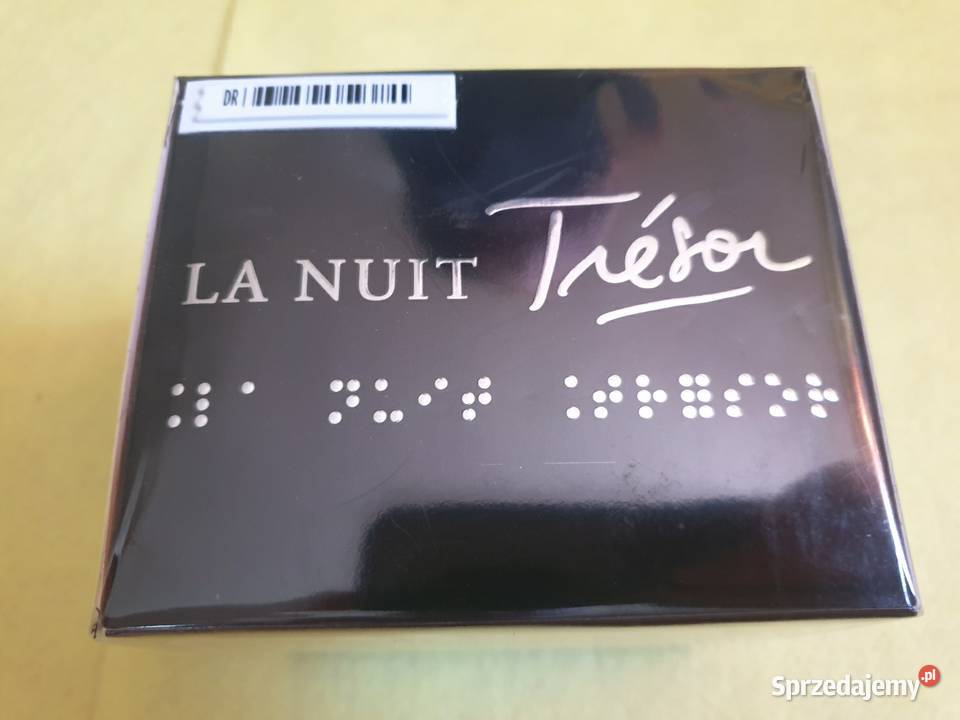 DR
LA NUIT Trésor
⠨⠇⠁ ⠝⠥⠊⠞ ⠨⠞⠗⠿⠎⠕⠗
Sprzedajemy.pl